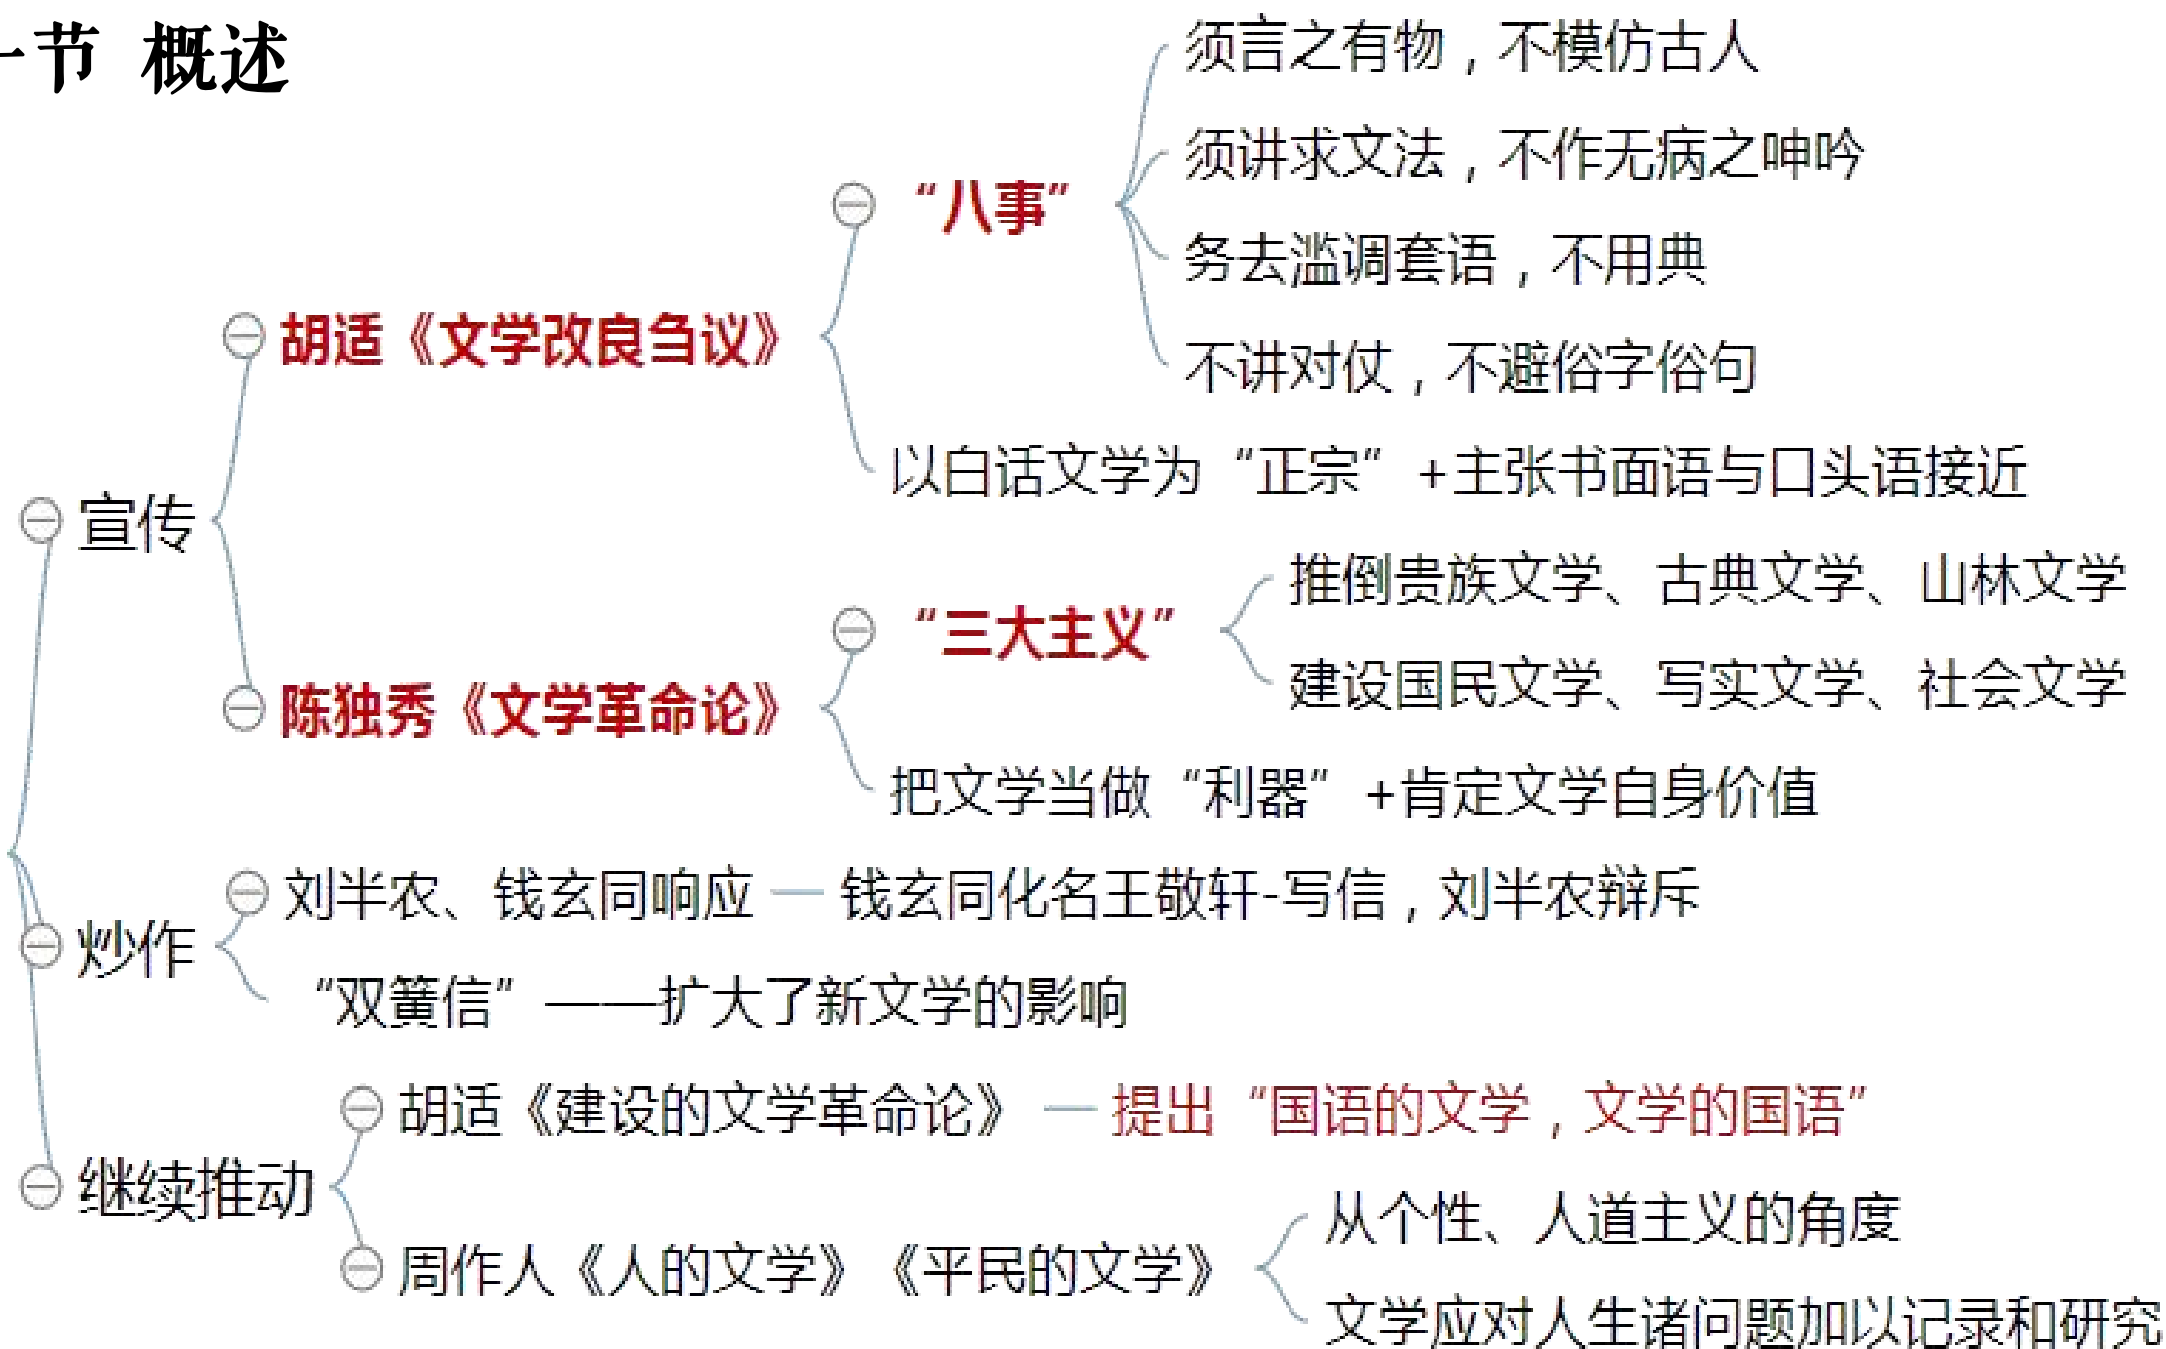 一节 概述
须言之有物，不模仿古人
须讲求文法，不作无病之呻吟
“八事”
务去滥调套语，不用典
胡适《文学改良刍议》
不讲对仗，不避俗字俗句
以白话文学为“正宗”+主张书面语与口头语接近
宣传
推倒贵族文学、古典文学、山林文学
“三大主义”
建设国民文学、写实文学、社会文学
陈独秀《文学革命论》
把文学当做“利器”+肯定文学自身价值
刘半农、钱玄同响应 — 钱玄同化名王敬轩-写信，刘半农辩斥
炒作
“双簧信”——扩大了新文学的影响
胡适《建设的文学革命论》 — 提出“国语的文学，文学的国语”
继续推动
从个性、人道主义的角度
周作人《人的文学》《平民的文学》
文学应对人生诸问题加以记录和研究